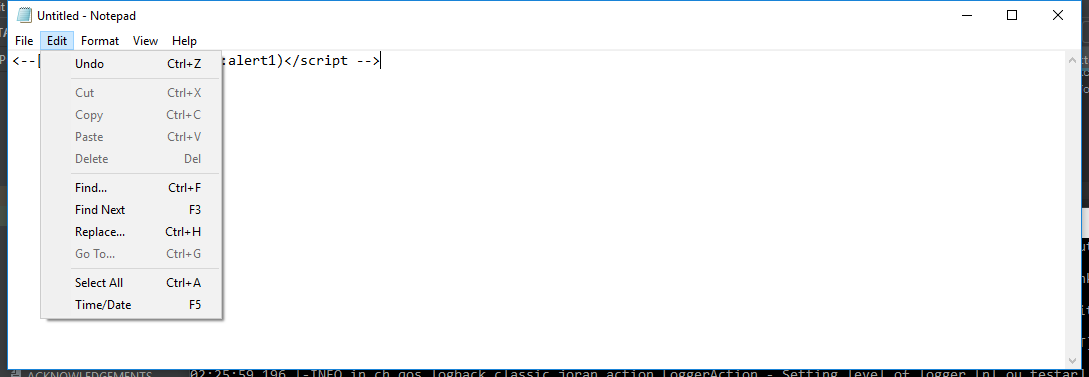 Untitled - Notepad
File Edit Format View Help
<--
:alert1)</script -->
Undo Ctrl+Z
Cut Ctrl+X
Copy Ctrl+C
Paste Ctrl+V
Delete Del
Find... Ctrl+F
Find Next F3
Replace... Ctrl+H
Go To... Ctrl+G
Select All Ctrl+A
Time/Date F5
ACKNOWLEDGEMENTS
02:25:59,196 |-INFO in ch.qos.logback.classic.joran.action.LoggerAction - Setting level of logger [nl.ou.testar